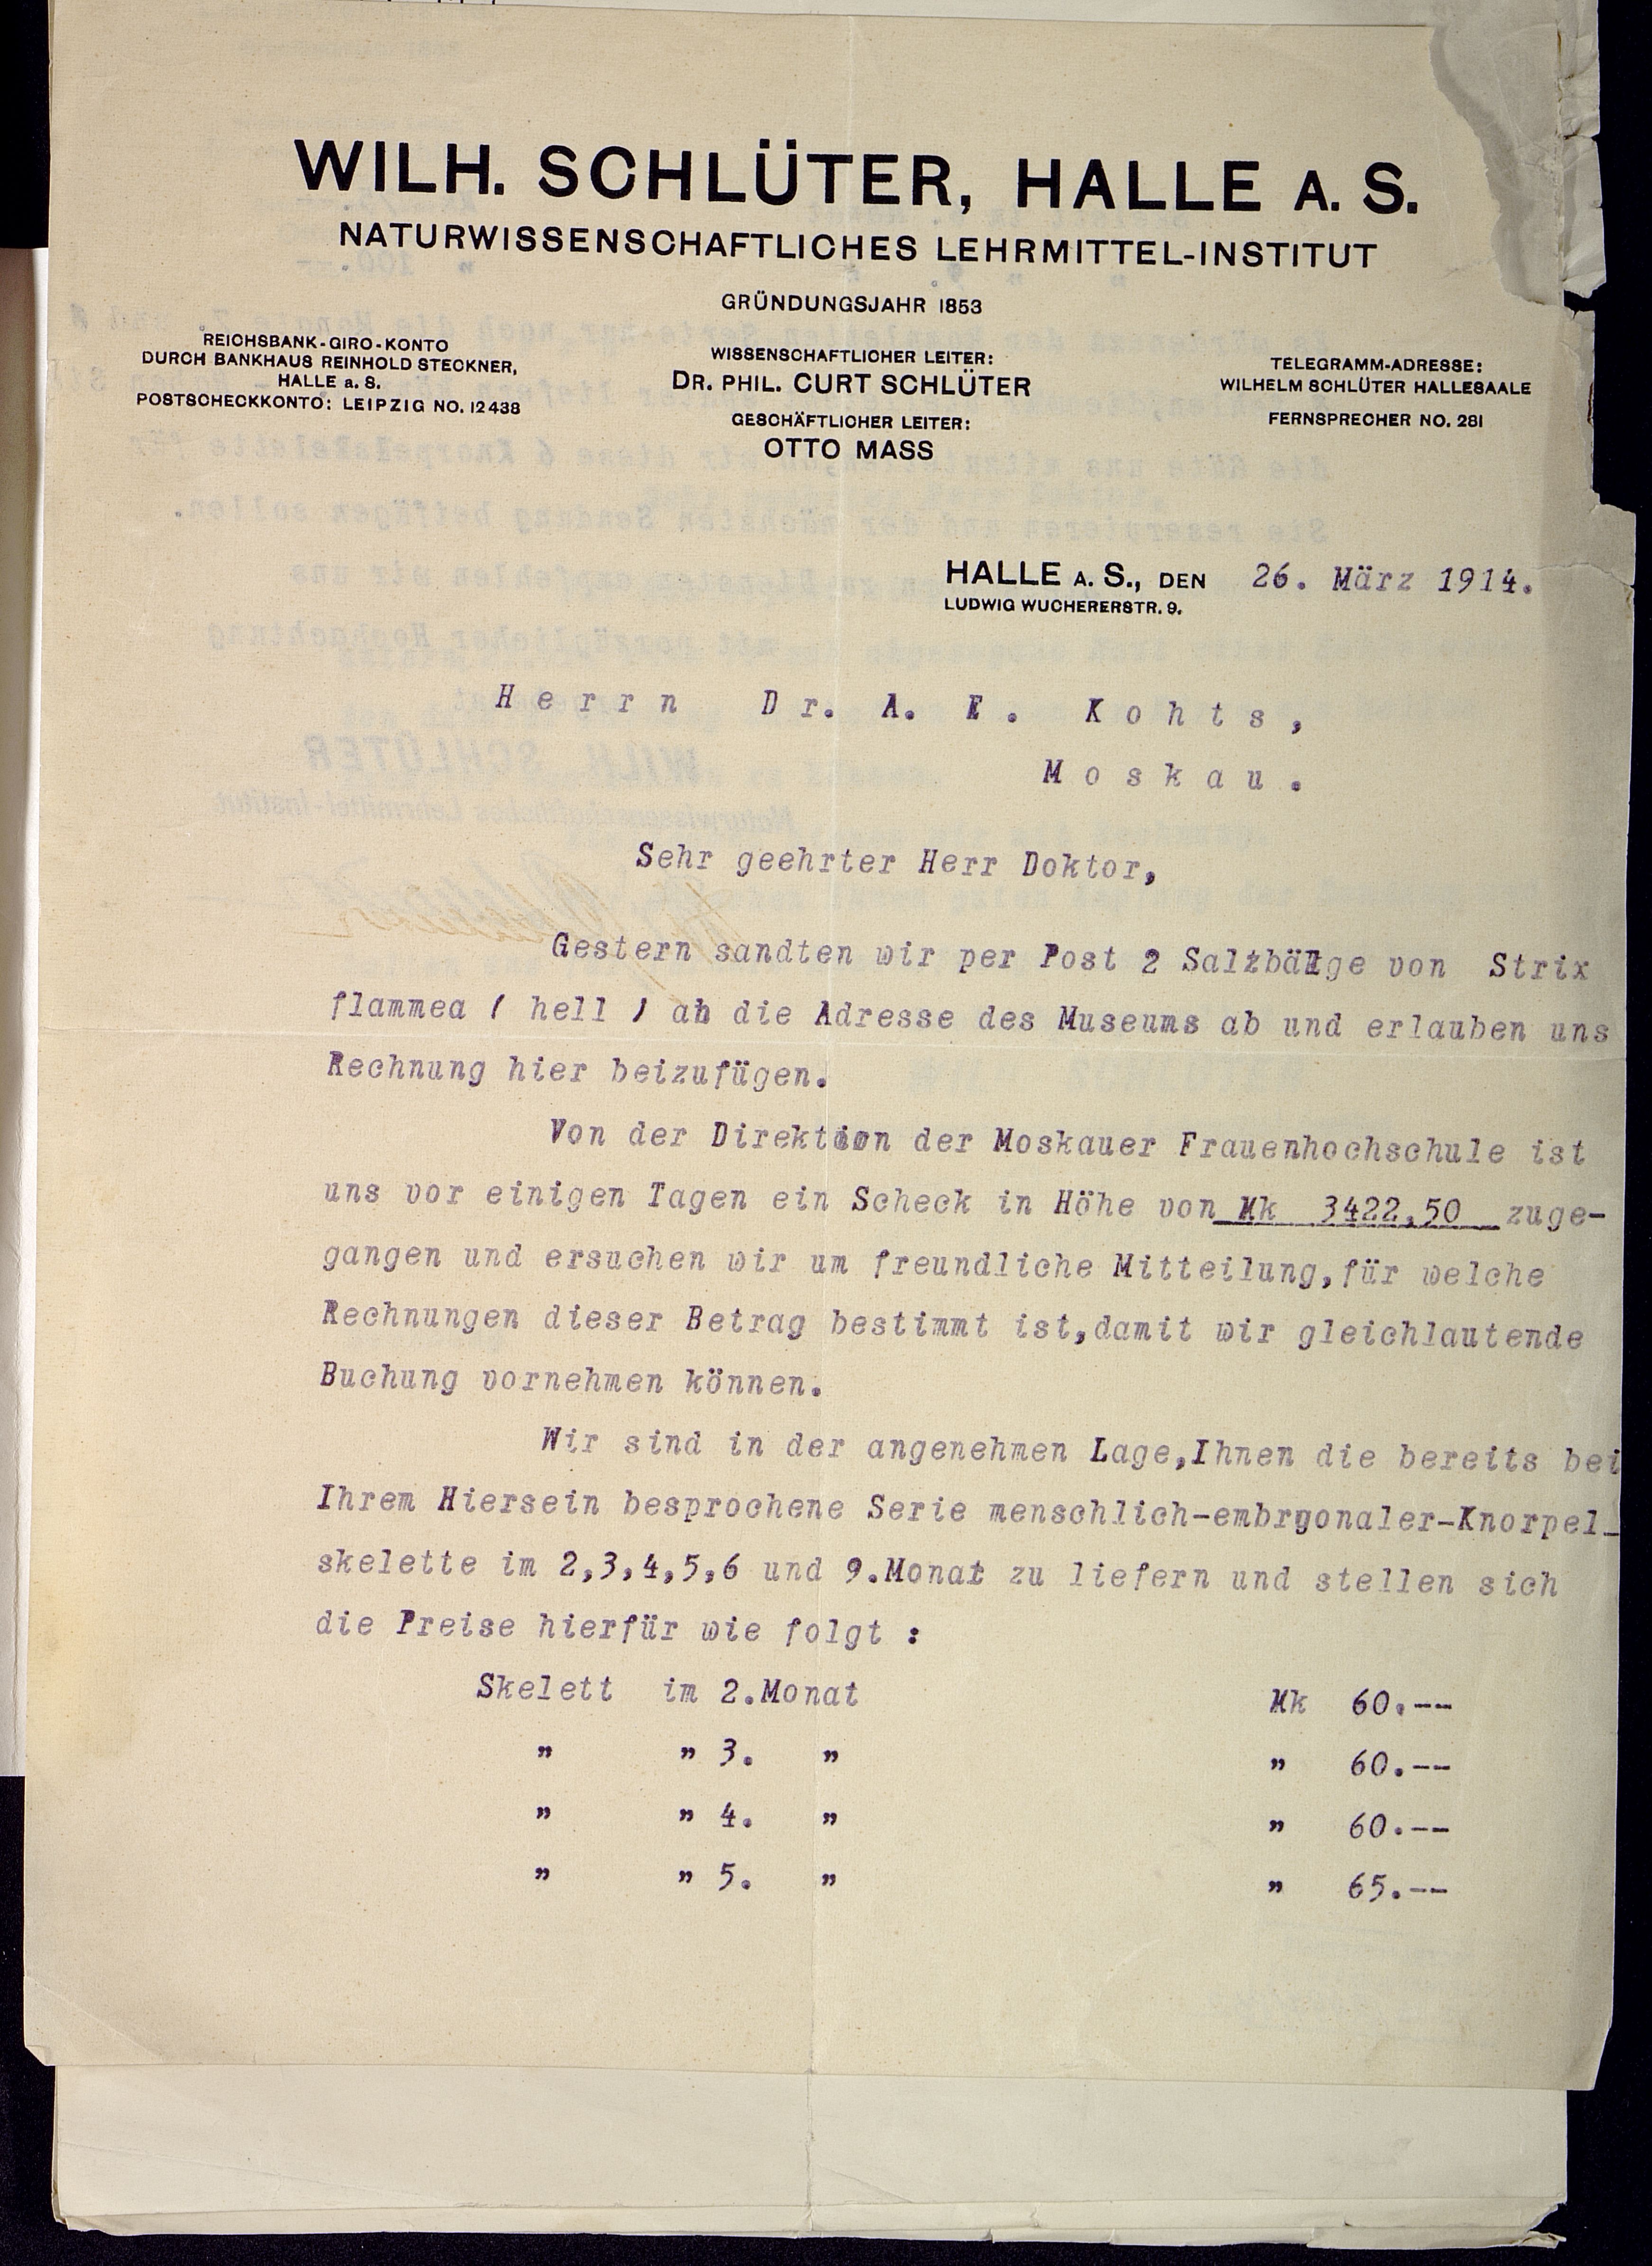 WILH. SCHLÜTER, HALLE A. S.
NATURWISSENSCHAFTLICHES LEHRMITTEL-INSTITUT
GRÜNDUNGSJAHR 1853
REICHSBANK-GIRO-KONTO
DURCH BANKHAUS REINHOLD STECKNER,
HALLE a. S.
POSTSCHECKKONTO: LEIPZIG NO. 12438
WISSENSCHAFTLICHER LEITER:
DR. PHIL. CURT SCHLÜTER
GESCHÄFTLICHER LEITER:
OTTO MASS
TELEGRAMM-ADRESSE:
WILHELM SCHLÜTER HALLESAALE
FERNSPRECHER NO. 281
HALLE A. S., DEN 26. März 1914.
LUDWIG WUCHERERSTR. 9.
Herrn Dr. A. E. Kohts,
Moskau.
Sehr geehrter Herr Doktor,
Gestern sandten wir per Post 2 Salzbälge von Strix
flammea ( hell ) an die Adresse des Museums ab und erlauben uns
Rechnung hier beizufügen.
Von der Direktion der Moskauer Frauenhochschule ist
uns vor einigen Tagen ein Scheck in Höhe von Mk 3422,50 zuge-
gangen und ersuchen wir um freundliche Mitteilung,für welche
Rechnungen dieser Betrag bestimmt ist,damit wir gleichlautende
Buchung vornehmen können.
Wir sind in der angenehmen Lage,Ihnen die bereits bei
Ihrem Hiersein besprochene Serie menschlich-embryonaler-Knorpel_
skelette im 2,3,4,5,6 und 9.Monat zu liefern und stellen sich
die Preise hierfür wie folgt :
Skelett im 2.Monat Mk 60.--
" " 3. " " 60.--
" " 4. " " 60.--
" " 5. " " 65.--